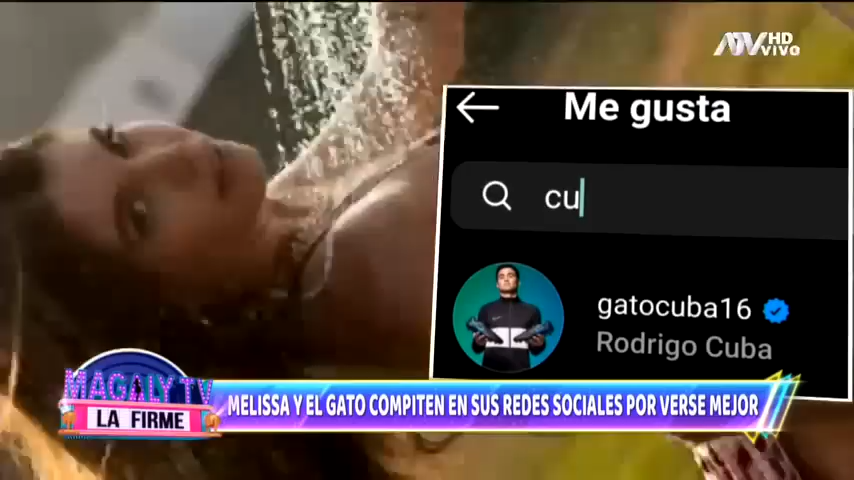 ATV HD
VIVO
Me gusta
cu
gatocuba16
Rodrigo Cuba
MAGALY TV
LA FIRME
MELISSA Y EL GATO COMPITEN EN SUS REDES SOCIALES POR VERSE MEJOR